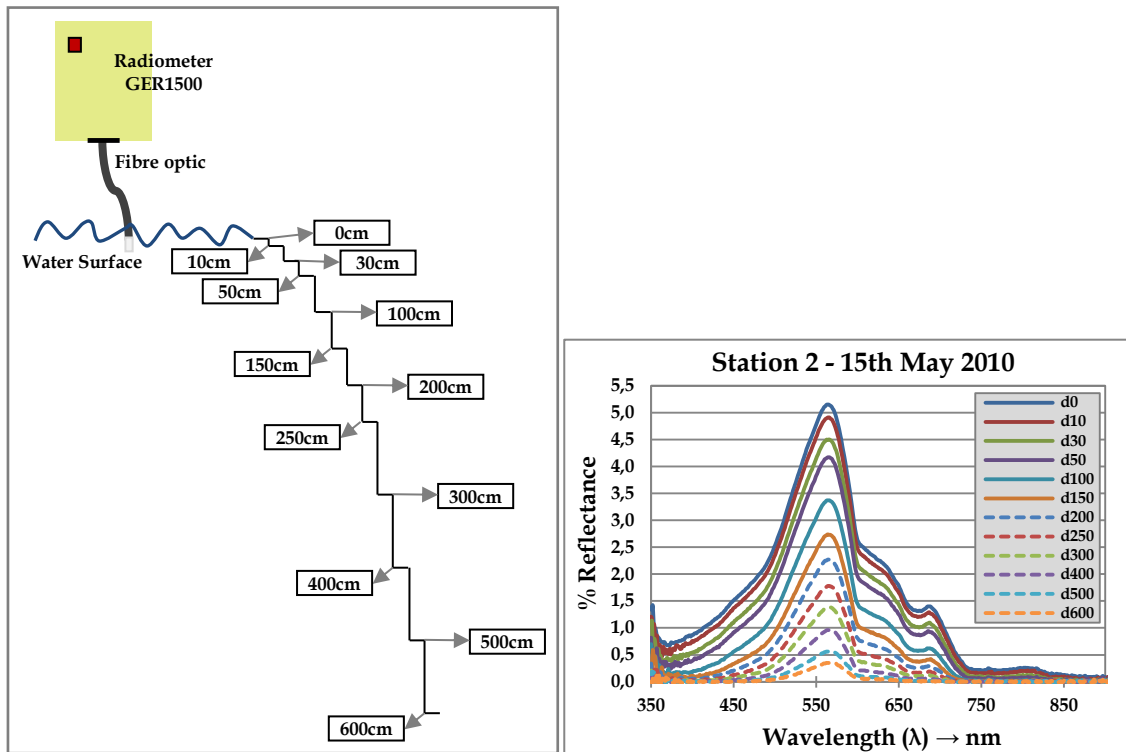 Radiometer
GER1500
Fibre optic
Water Surface
0cm
10cm
30cm
50cm
100cm
150cm
200cm
250cm
300cm
400cm
500cm
600cm
Station 2 - 15th May 2010
% Reflectance
5,5
5,0
4,5
4,0
3,5
3,0
2,5
2,0
1,5
1,0
0,5
0,0
350
450
550
650
750
850
Wavelength (λ) → nm
d0
d10
d30
d50
d100
d150
d200
d250
d300
d400
d500
d600